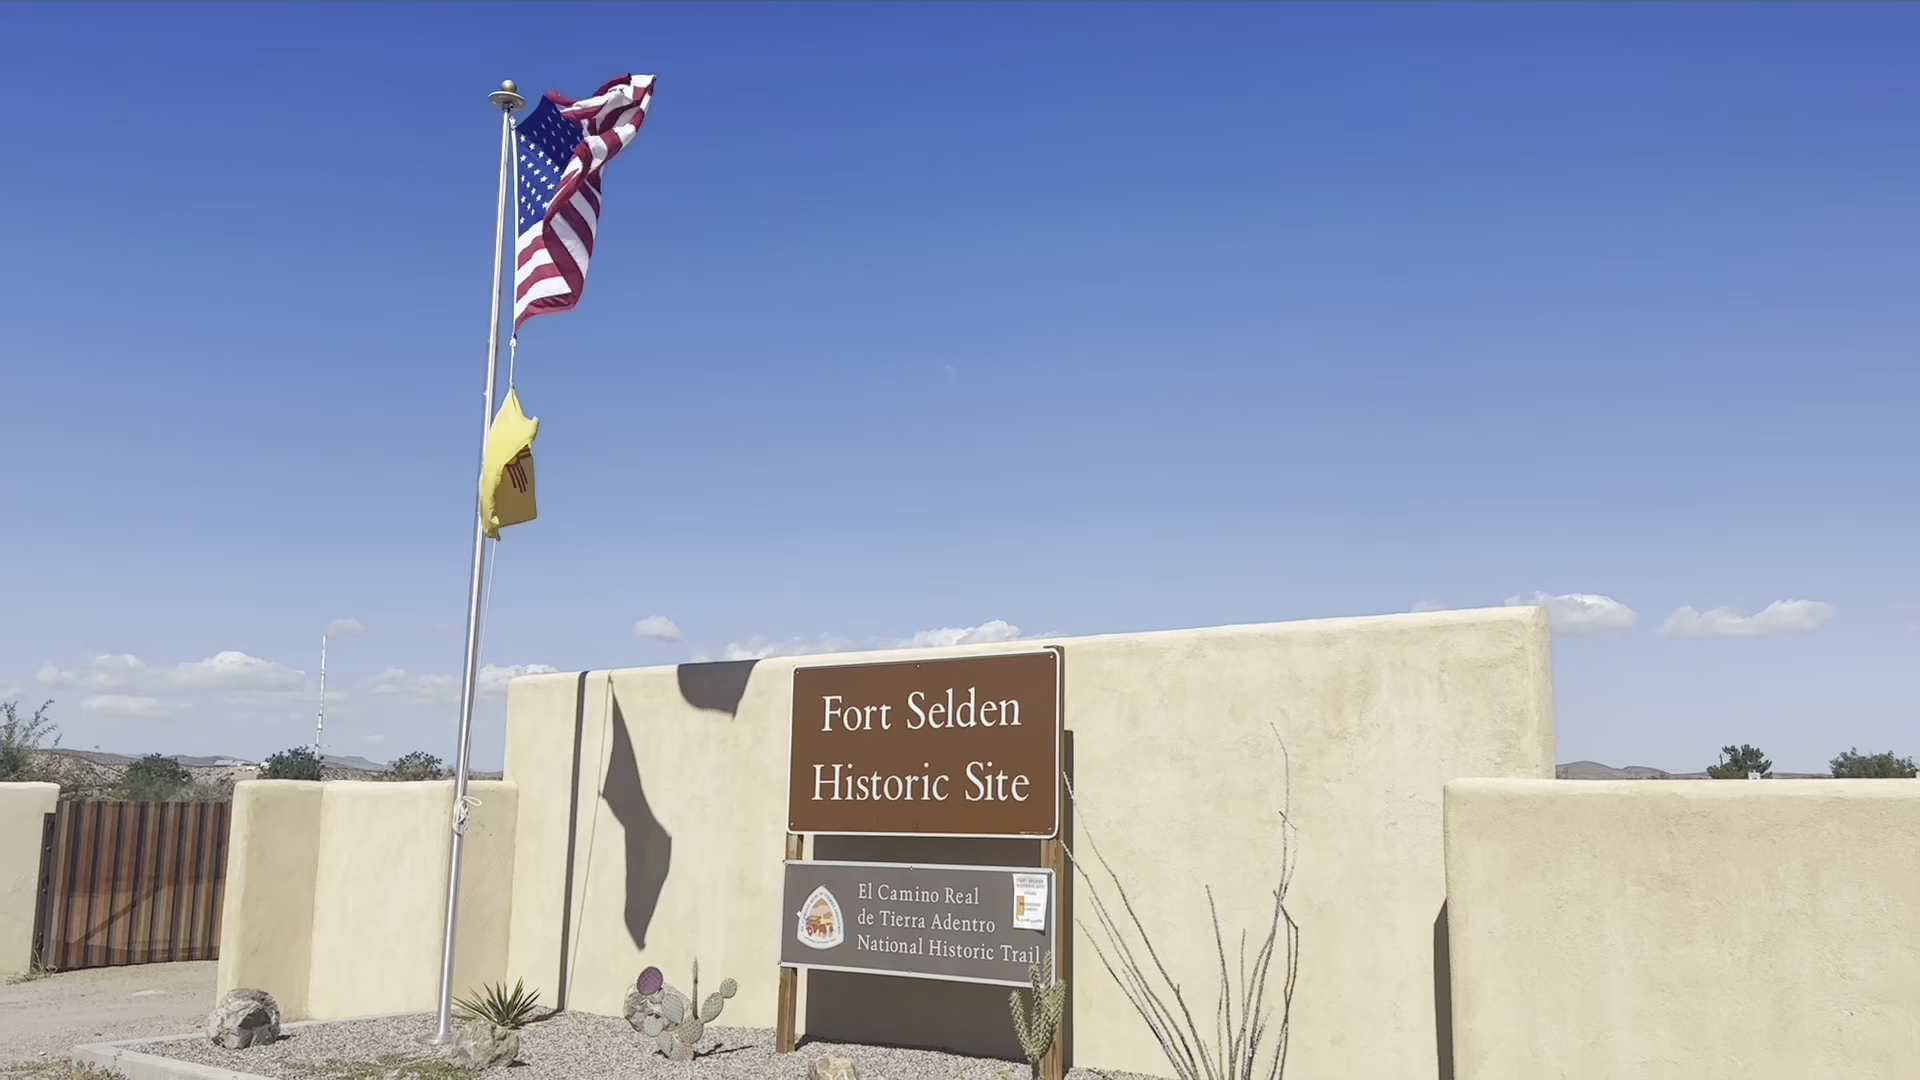 Fort Selden
Historic Site
El Camino Real
de Tierra Adentro
National Historic Trail